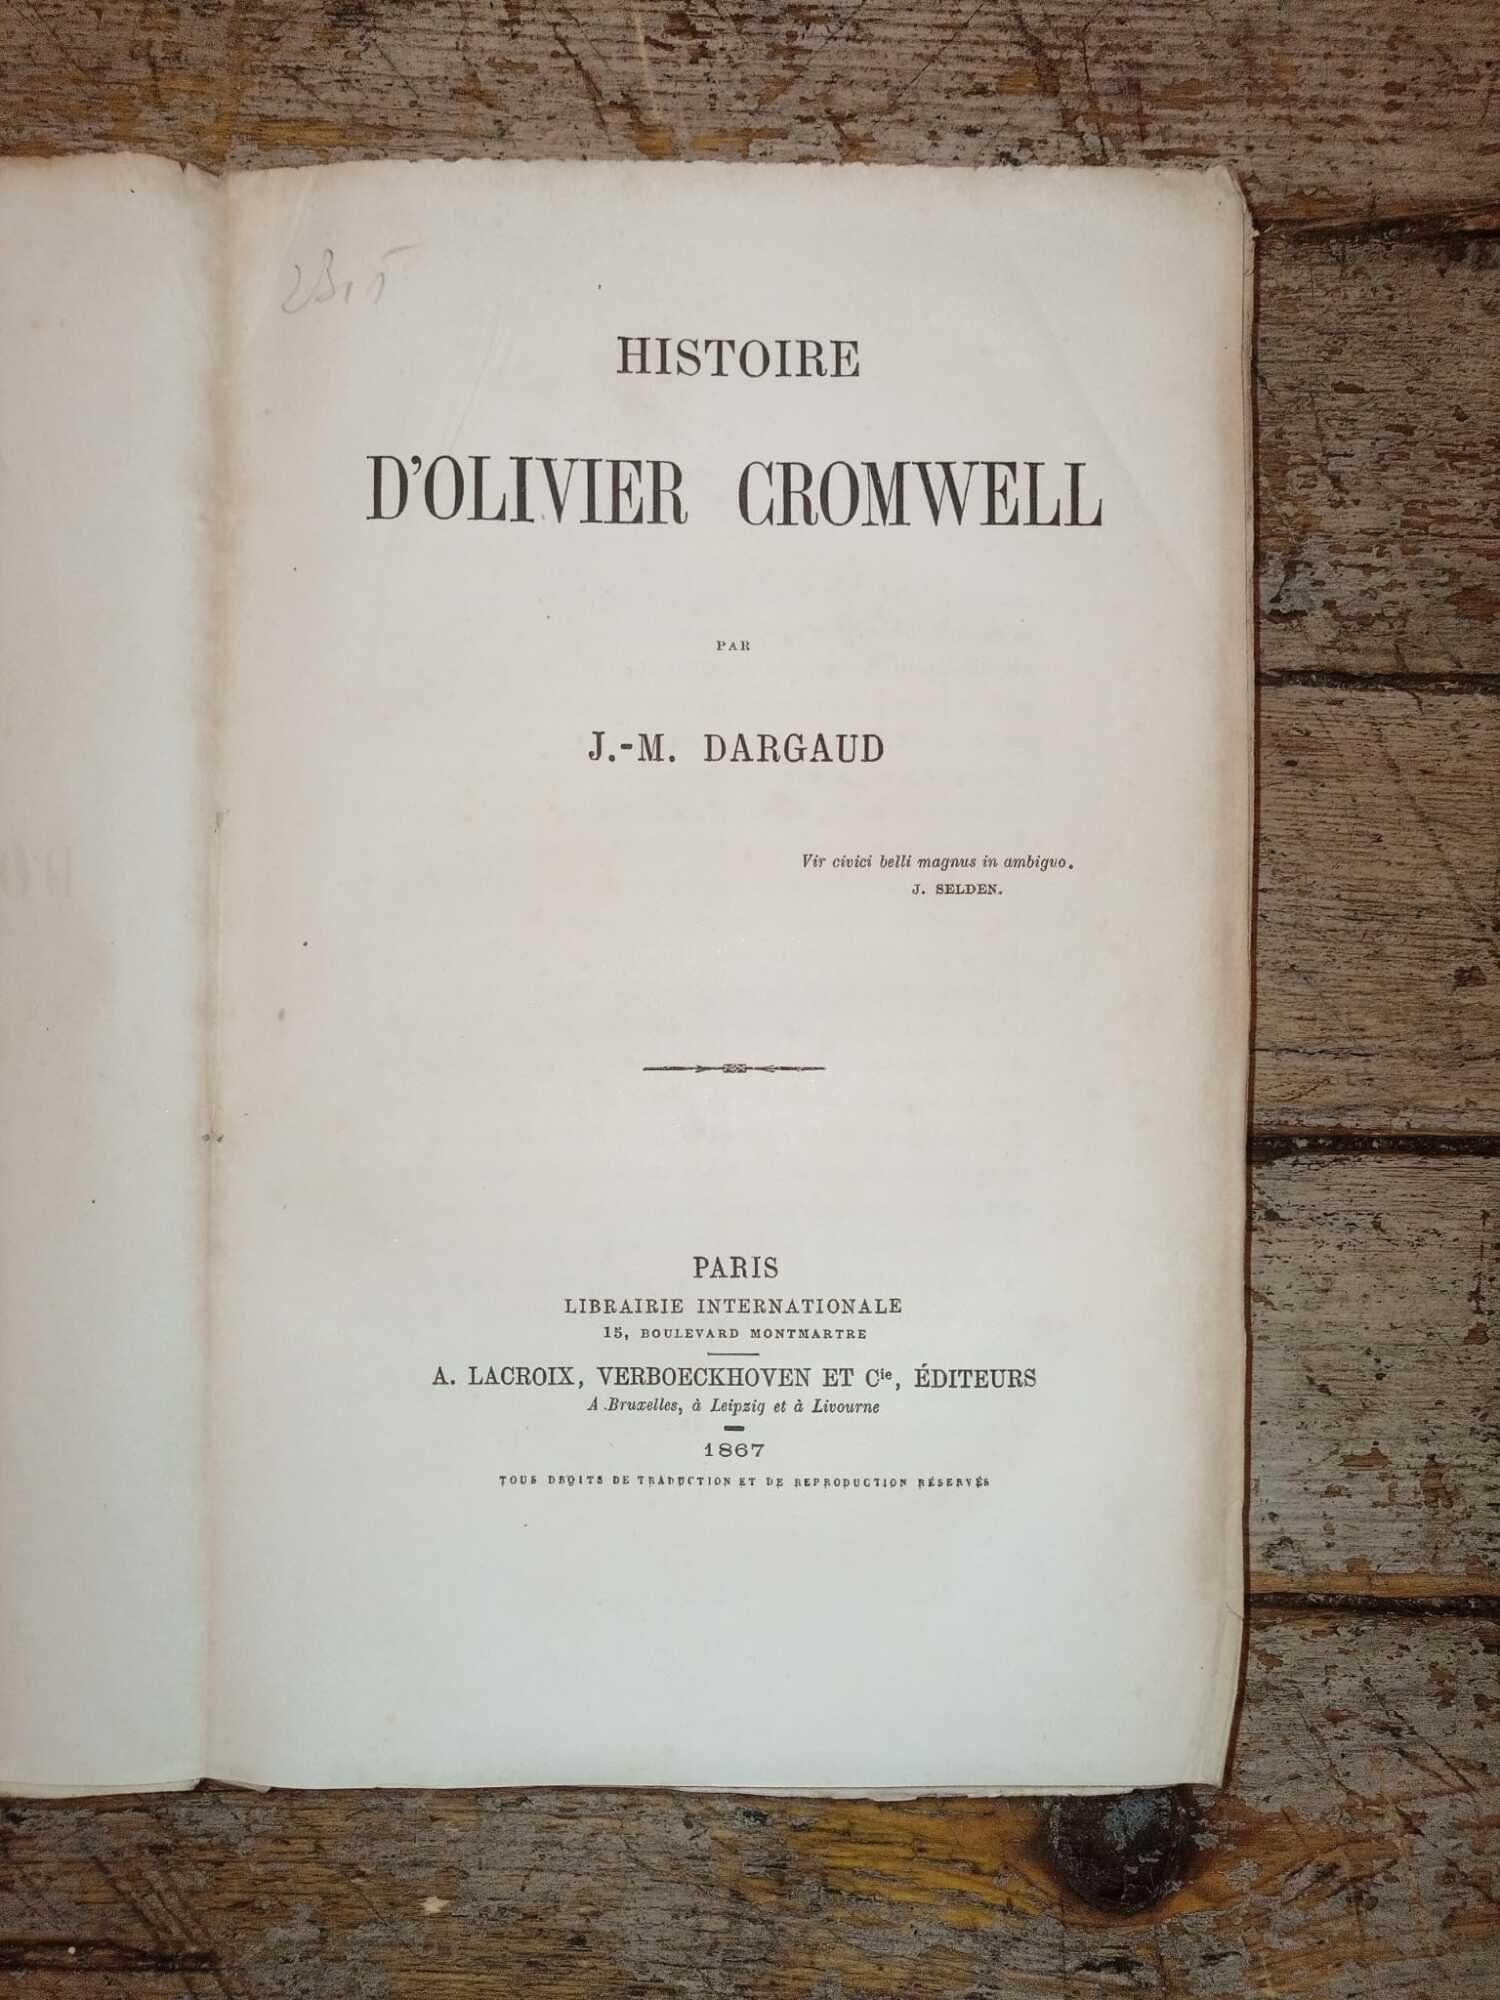 HISTOIRE
D'OLIVIER CROMWELL
PAR
J.-M. DARGAUD
Vir civici belli magnus in ambiguo.
J. SELDEN.
PARIS
LIBRAIRIE INTERNATIONALE
15, BOULEVARD MONTMARTRE
A. LACROIX, VERBOECKHOVEN ET Cie, ÉDITEURS
A Bruxelles, à Leipzig et à Livourne
1867
TOUS DROITS DE TRADUCTION ET DE REPRODUCTION RÉSERVÉS